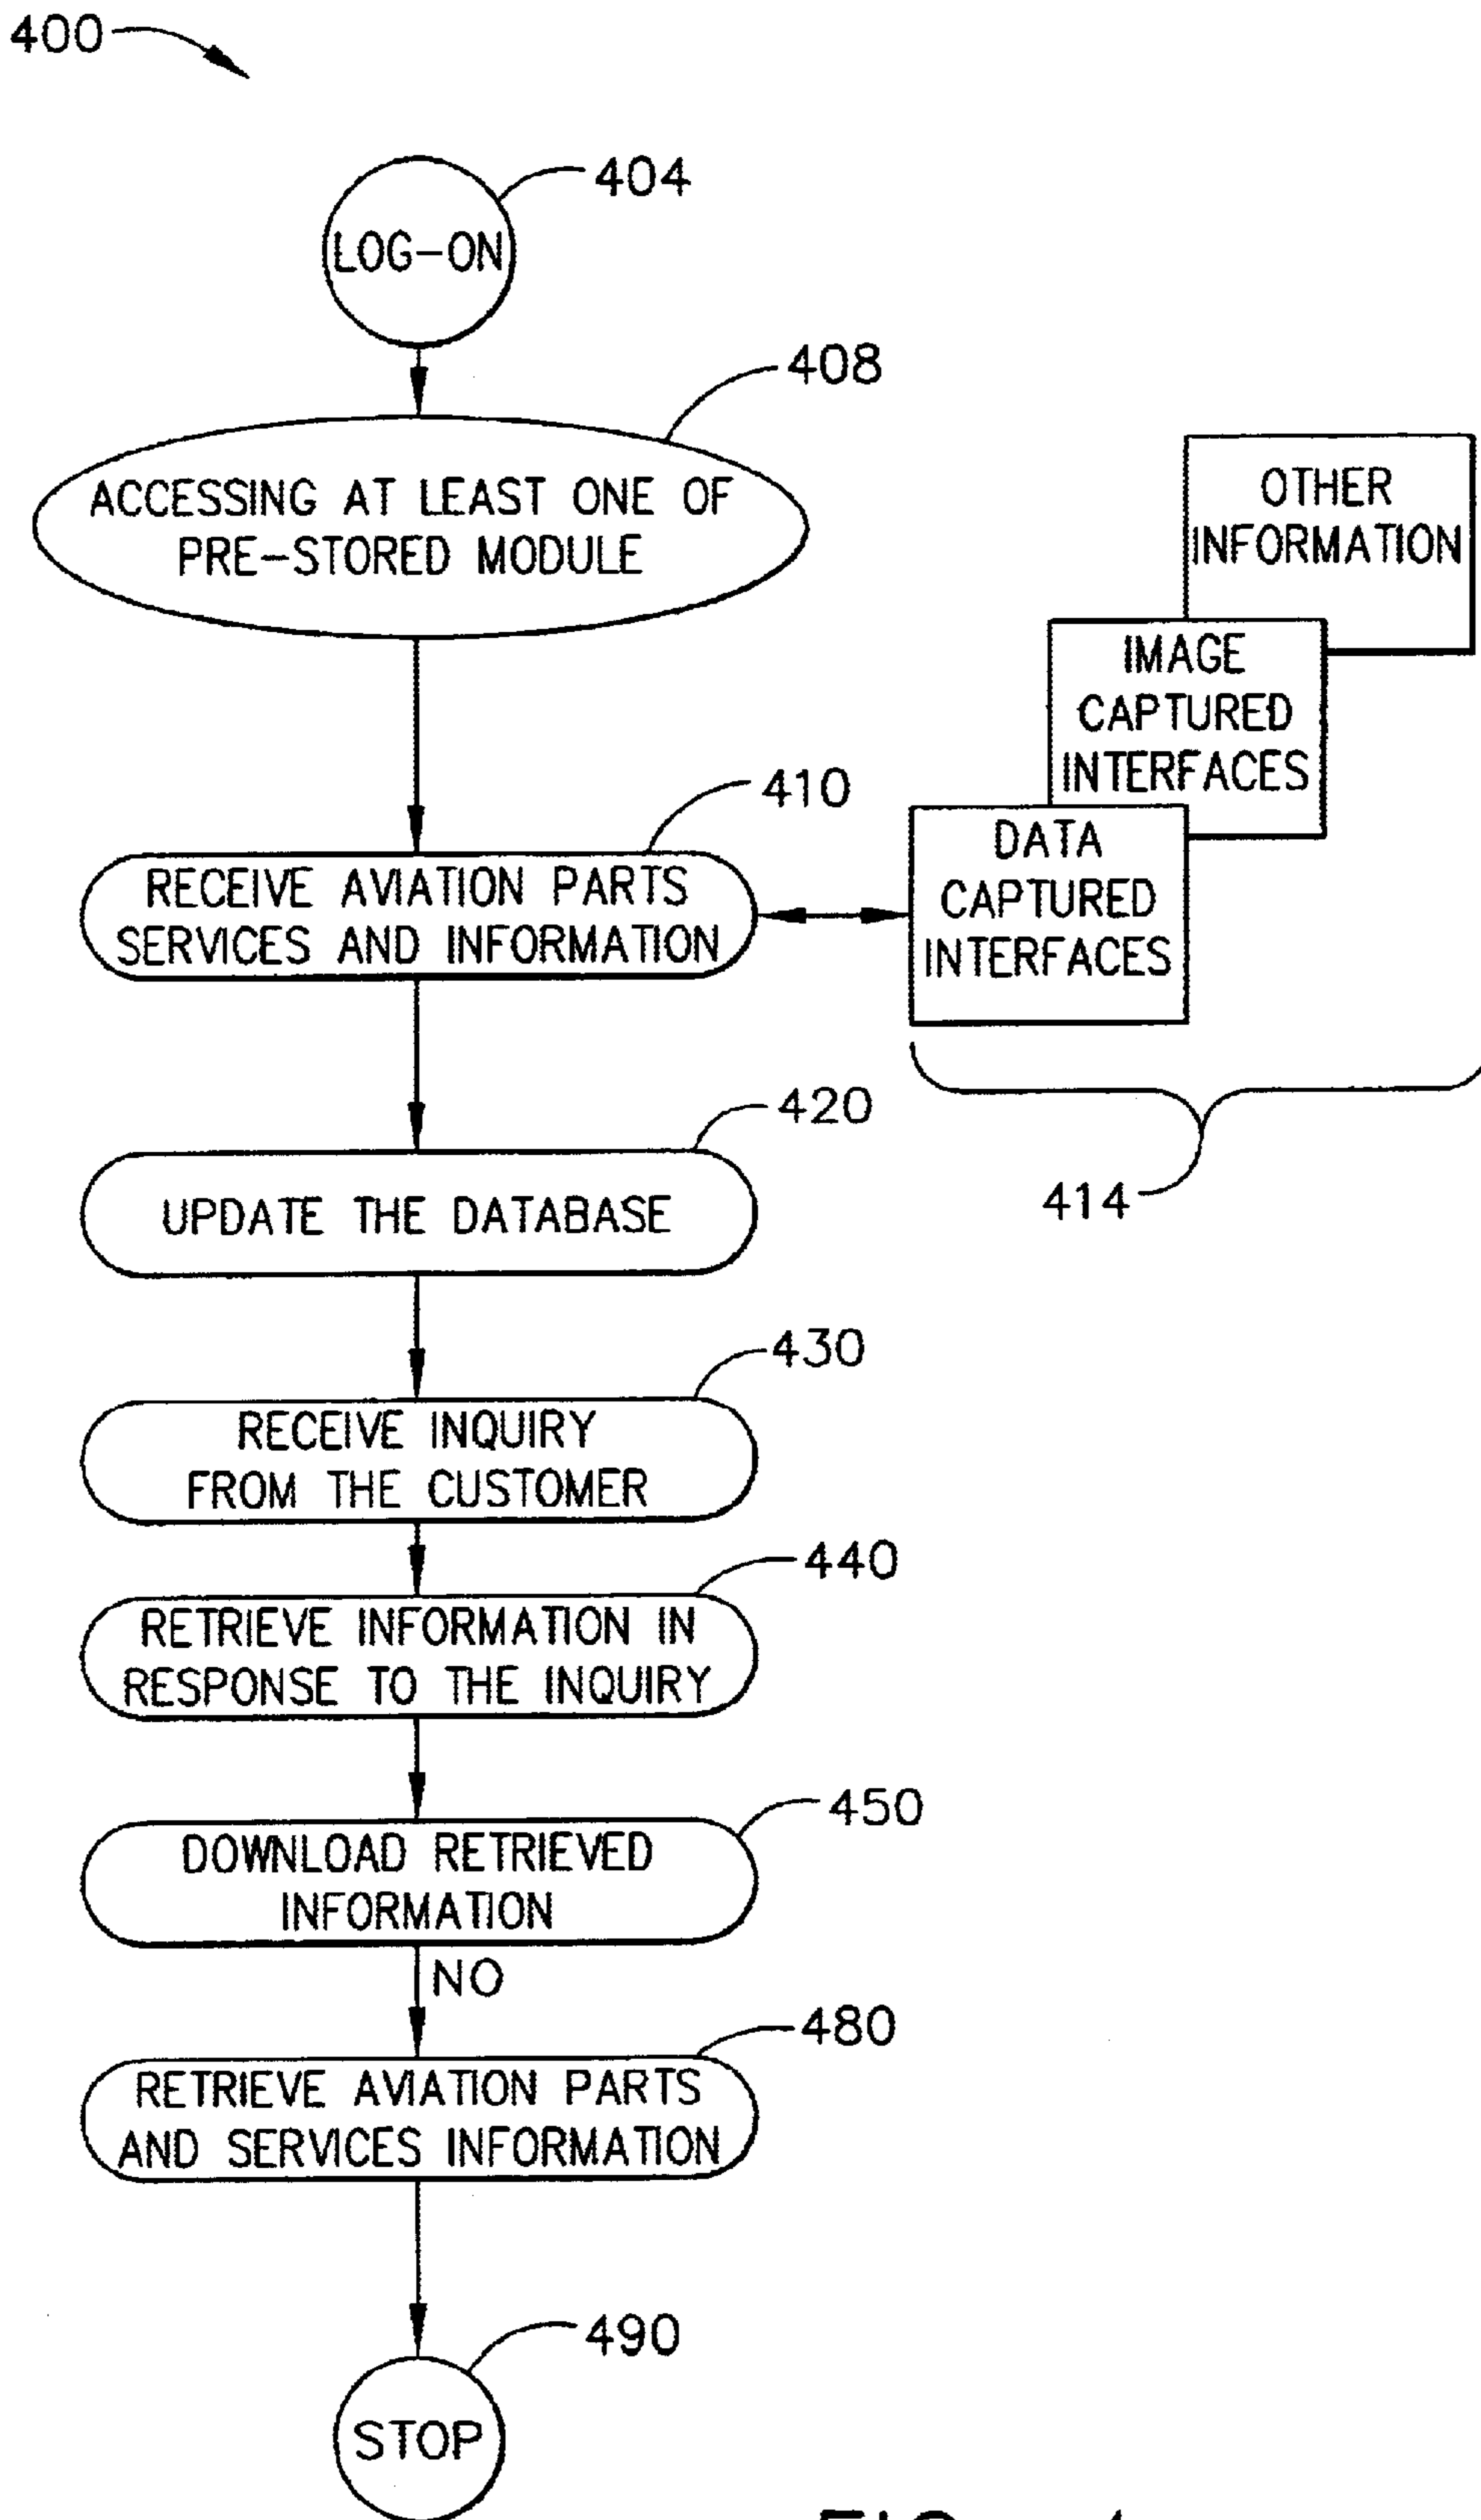 400
404
LOG-ON
408
ACCESSING AT LEAST ONE OF
PRE-STORED MODULE
OTHER
INFORMATION
IMAGE
CAPTURED
INTERFACES
410
RECEIVE AVIATION PARTS
SERVICES AND INFORMATION
DATA
CAPTURED
INTERFACES
414
420
UPDATE THE DATABASE
430
RECEIVE INQUIRY
FROM THE CUSTOMER
440
RETRIEVE INFORMATION IN
RESPONSE TO THE INQUIRY
450
DOWNLOAD RETRIEVED
INFORMATION
NO
480
RETRIEVE AVIATION PARTS
AND SERVICES INFORMATION
490
STOP